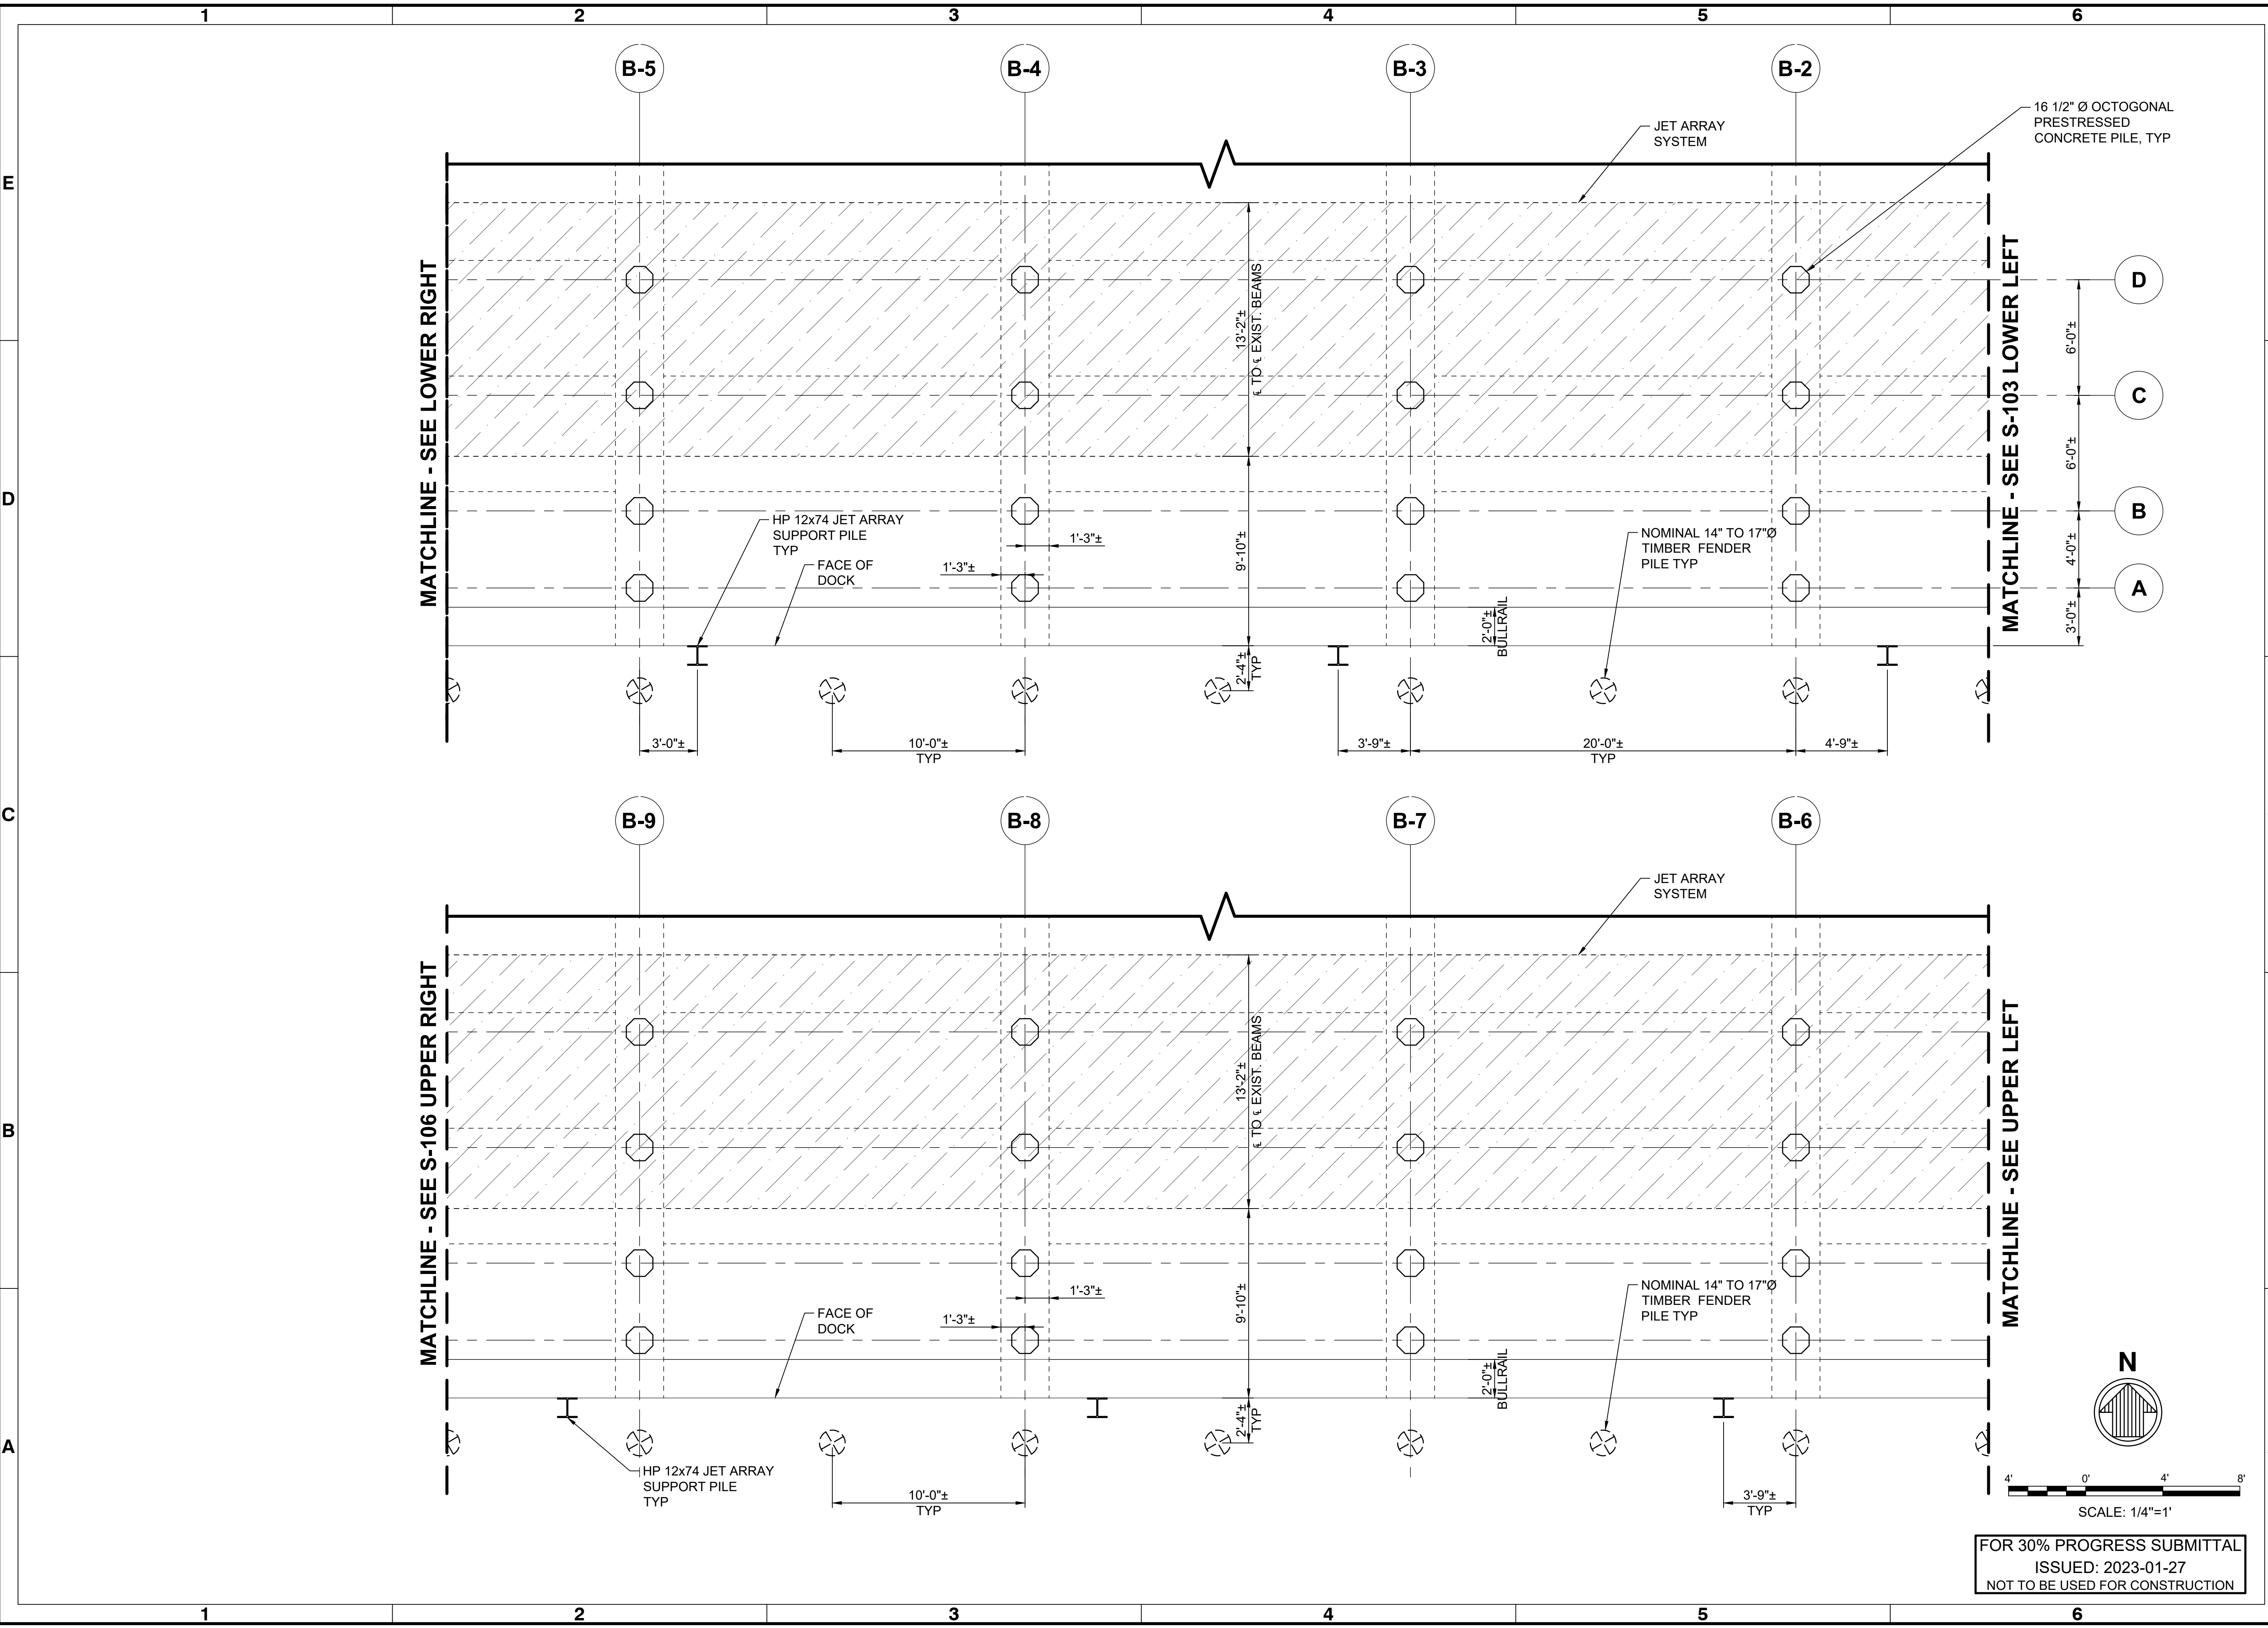 1 2 3 4 5 6
B-5 B-4 B-3 B-2
16 1/2" Ø OCTOGONAL
PRESTRESSED
CONCRETE PILE, TYP
JET ARRAY
SYSTEM
E
D
C
B
A
MATCHLINE - SEE LOWER RIGHT
MATCHLINE - SEE S-103 LOWER LEFT
13'-2"±
℄ TO ℄ EXIST. BEAMS
D
C
B
A
6'-0"±
6'-0"±
4'-0"±
3'-0"±
HP 12x74 JET ARRAY
SUPPORT PILE
TYP
FACE OF
DOCK
1'-3"±
1'-3"±
9'-10"±
NOMINAL 14" TO 17"Ø
TIMBER FENDER
PILE TYP
2'-0"±
BULLRAIL
2'-4"±
TYP
3'-0"±
10'-0"±
TYP
3'-9"±
20'-0"±
TYP
4'-9"±
B-9 B-8 B-7 B-6
JET ARRAY
SYSTEM
MATCHLINE - SEE S-106 UPPER RIGHT
MATCHLINE - SEE UPPER LEFT
13'-2"±
℄ TO ℄ EXIST. BEAMS
FACE OF
DOCK
1'-3"±
1'-3"±
9'-10"±
NOMINAL 14" TO 17"Ø
TIMBER FENDER
PILE TYP
2'-0"±
BULLRAIL
2'-4"±
TYP
HP 12x74 JET ARRAY
SUPPORT PILE
TYP
10'-0"±
TYP
3'-9"±
TYP
N
4' 0' 4' 8'
SCALE: 1/4"=1'
FOR 30% PROGRESS SUBMITTAL
ISSUED: 2023-01-27
NOT TO BE USED FOR CONSTRUCTION
1 2 3 4 5 6